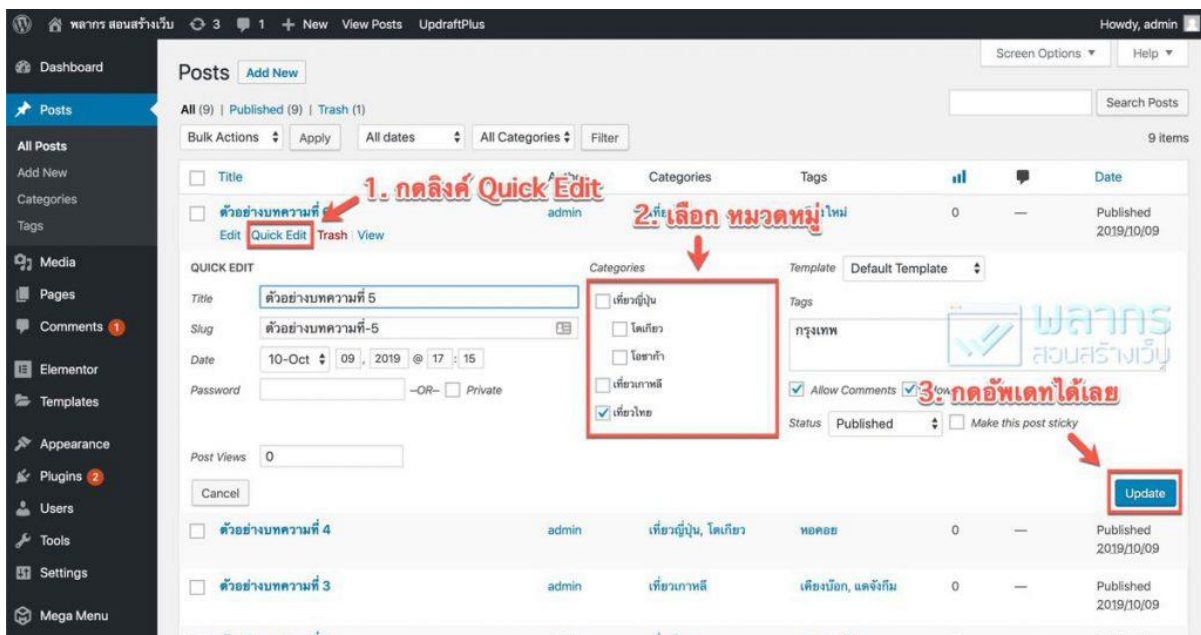 พลากร สอนสร้างเว็บ 3 1 + New View Posts UpdraftPlus Howdy, admin
Screen Options ▼ Help ▼
Dashboard
Posts
All Posts
Add New
Categories
Tags
Media
Pages
Comments 1
Elementor
Templates
Appearance
Plugins 2
Users
Tools
Settings
Mega Menu
Posts Add New
All (9) | Published (9) | Trash (1)
Search Posts
Bulk Actions Apply All dates All Categories Filter 9 items
Title Categories Tags Date
1. กดลิงค์ Quick Edit
2. เลือก หมวดหมู่
ตัวอย่างบทความที่ admin 0 — Published
Edit Quick Edit Trash View 2019/10/09
QUICK EDIT
Title ตัวอย่างบทความที่ 5
Slug ตัวอย่างบทความที่-5
Date 10-Oct 09 , 2019 @ 17 : 15
Password –OR– Private
Post Views 0
Cancel
Categories
เที่ยวญี่ปุ่น
โตเกียว
โอซาก้า
เที่ยวเกาหลี
เที่ยวไทย
Template Default Template
Tags
กรุงเทพ
พลากร
สอนสร้างเว็บ
Allow Comments
3. กดอัพเดทได้เลย
Status Published Make this post sticky
Update
ตัวอย่างบทความที่ 4 admin เที่ยวญี่ปุ่น, โตเกียว หอคอย 0 — Published
2019/10/09
ตัวอย่างบทความที่ 3 admin เที่ยวเกาหลี เคียงบ๊อก, แดจังกึม 0 — Published
2019/10/09